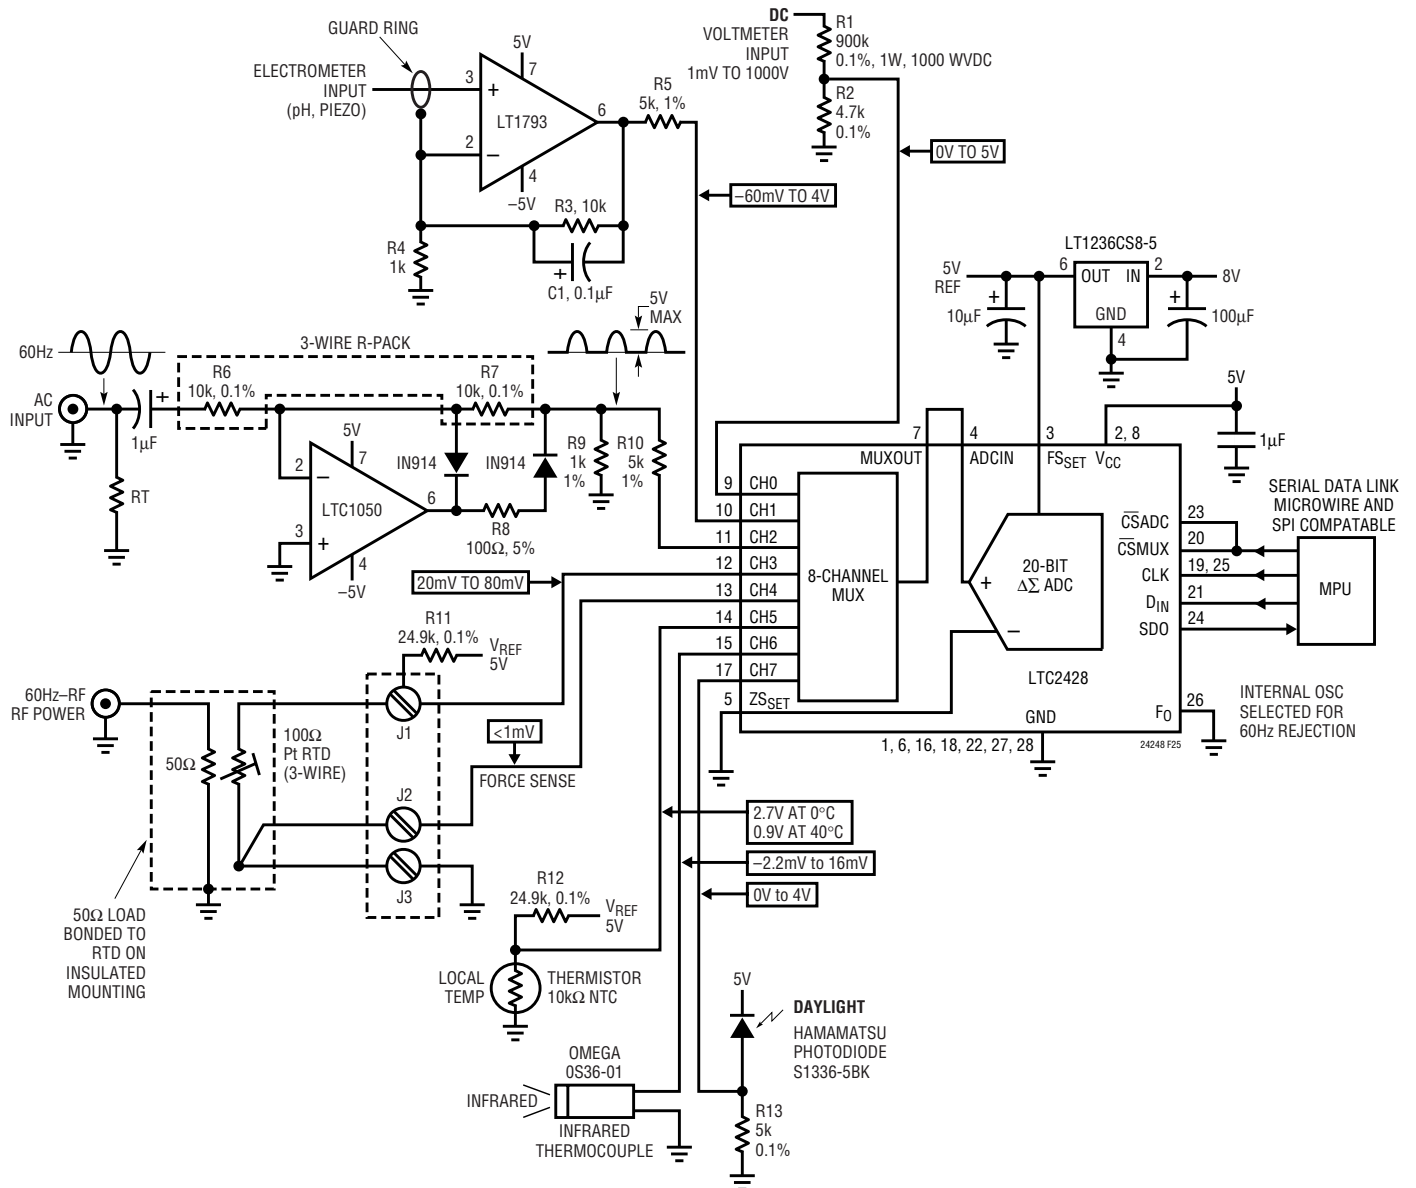 GUARD RING
ELECTROMETER
INPUT
(pH, PIEZO)
5V
7
3
+
LT1793
6
2
−
4
−5V
R5
5k, 1%
R3, 10k
R4
1k
+
C1, 0.1µF
DC
VOLTMETER
INPUT
1mV TO 1000V
R1
900k
0.1%, 1W, 1000 WVDC
R2
4.7k
0.1%
0V TO 5V
−60mV TO 4V
LT1236CS8-5
5V
REF
6
OUT
IN
2
8V
GND
4
+
10µF
+
100µF
5V
1µF
60Hz
AC
INPUT
+
1µF
RT
3-WIRE R-PACK
R6
10k, 0.1%
R7
10k, 0.1%
5V
MAX
5V
7
2
−
LTC1050
6
3
+
4
−5V
IN914
IN914
R8
100Ω, 5%
R9
1k
1%
R10
5k
1%
20mV TO 80mV
7
4
3
2, 8
MUXOUT
ADCIN
FSSET
VCC
9
CH0
10
CH1
11
CH2
12
CH3
13
CH4
14
CH5
15
CH6
17
CH7
5
ZSSET
8-CHANNEL
MUX
+
−
20-BIT
ΔΣ ADC
LTC2428
GND
1, 6, 16, 18, 22, 27, 28
CSADC
23
CSMUX
20
CLK
19, 25
DIN
21
SDO
24
FO
26
24248 F25
SERIAL DATA LINK
MICROWIRE AND
SPI COMPATABLE
MPU
INTERNAL OSC
SELECTED FOR
60Hz REJECTION
R11
24.9k, 0.1%
VREF
5V
60Hz–RF
RF POWER
50Ω
100Ω
Pt RTD
(3-WIRE)
J1
J2
J3
<1mV
FORCE SENSE
50Ω LOAD
BONDED TO
RTD ON
INSULATED
MOUNTING
2.7V AT 0°C
0.9V AT 40°C
−2.2mV to 16mV
0V to 4V
R12
24.9k, 0.1%
VREF
5V
LOCAL
TEMP
THERMISTOR
10kΩ NTC
OMEGA
0S36-01
INFRARED
INFRARED
THERMOCOUPLE
5V
DAYLIGHT
HAMAMATSU
PHOTODIODE
S1336-5BK
R13
5k
0.1%